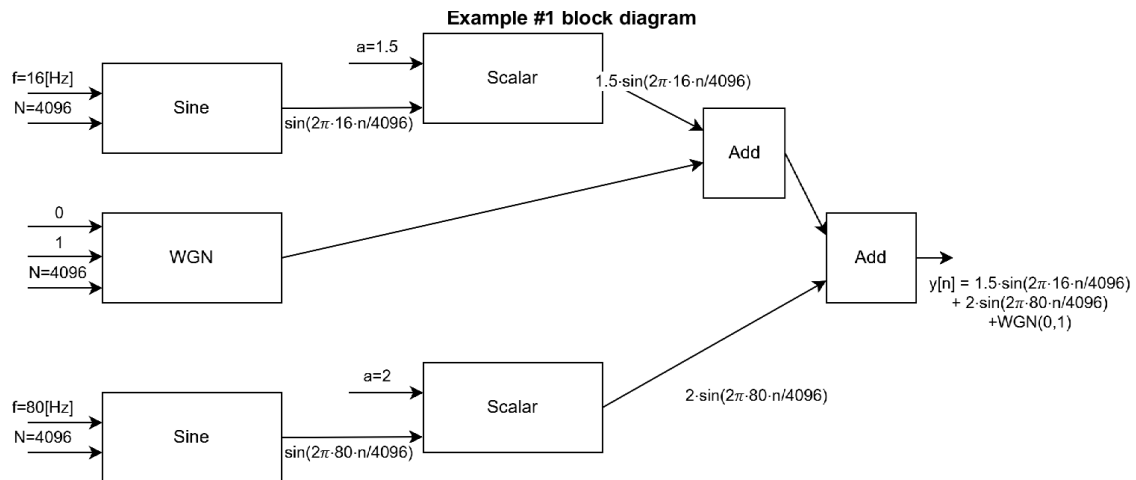 Example #1 block diagram
a=1.5
f=16[Hz]
N=4096
Sine
sin(2π·16·n/4096)
Scalar
1.5·sin(2π·16·n/4096)
Add
0
1
N=4096
WGN
Add
y[n] = 1.5·sin(2π·16·n/4096)
+ 2·sin(2π·80·n/4096)
+WGN(0,1)
a=2
f=80[Hz]
N=4096
Sine
sin(2π·80·n/4096)
Scalar
2·sin(2π·80·n/4096)